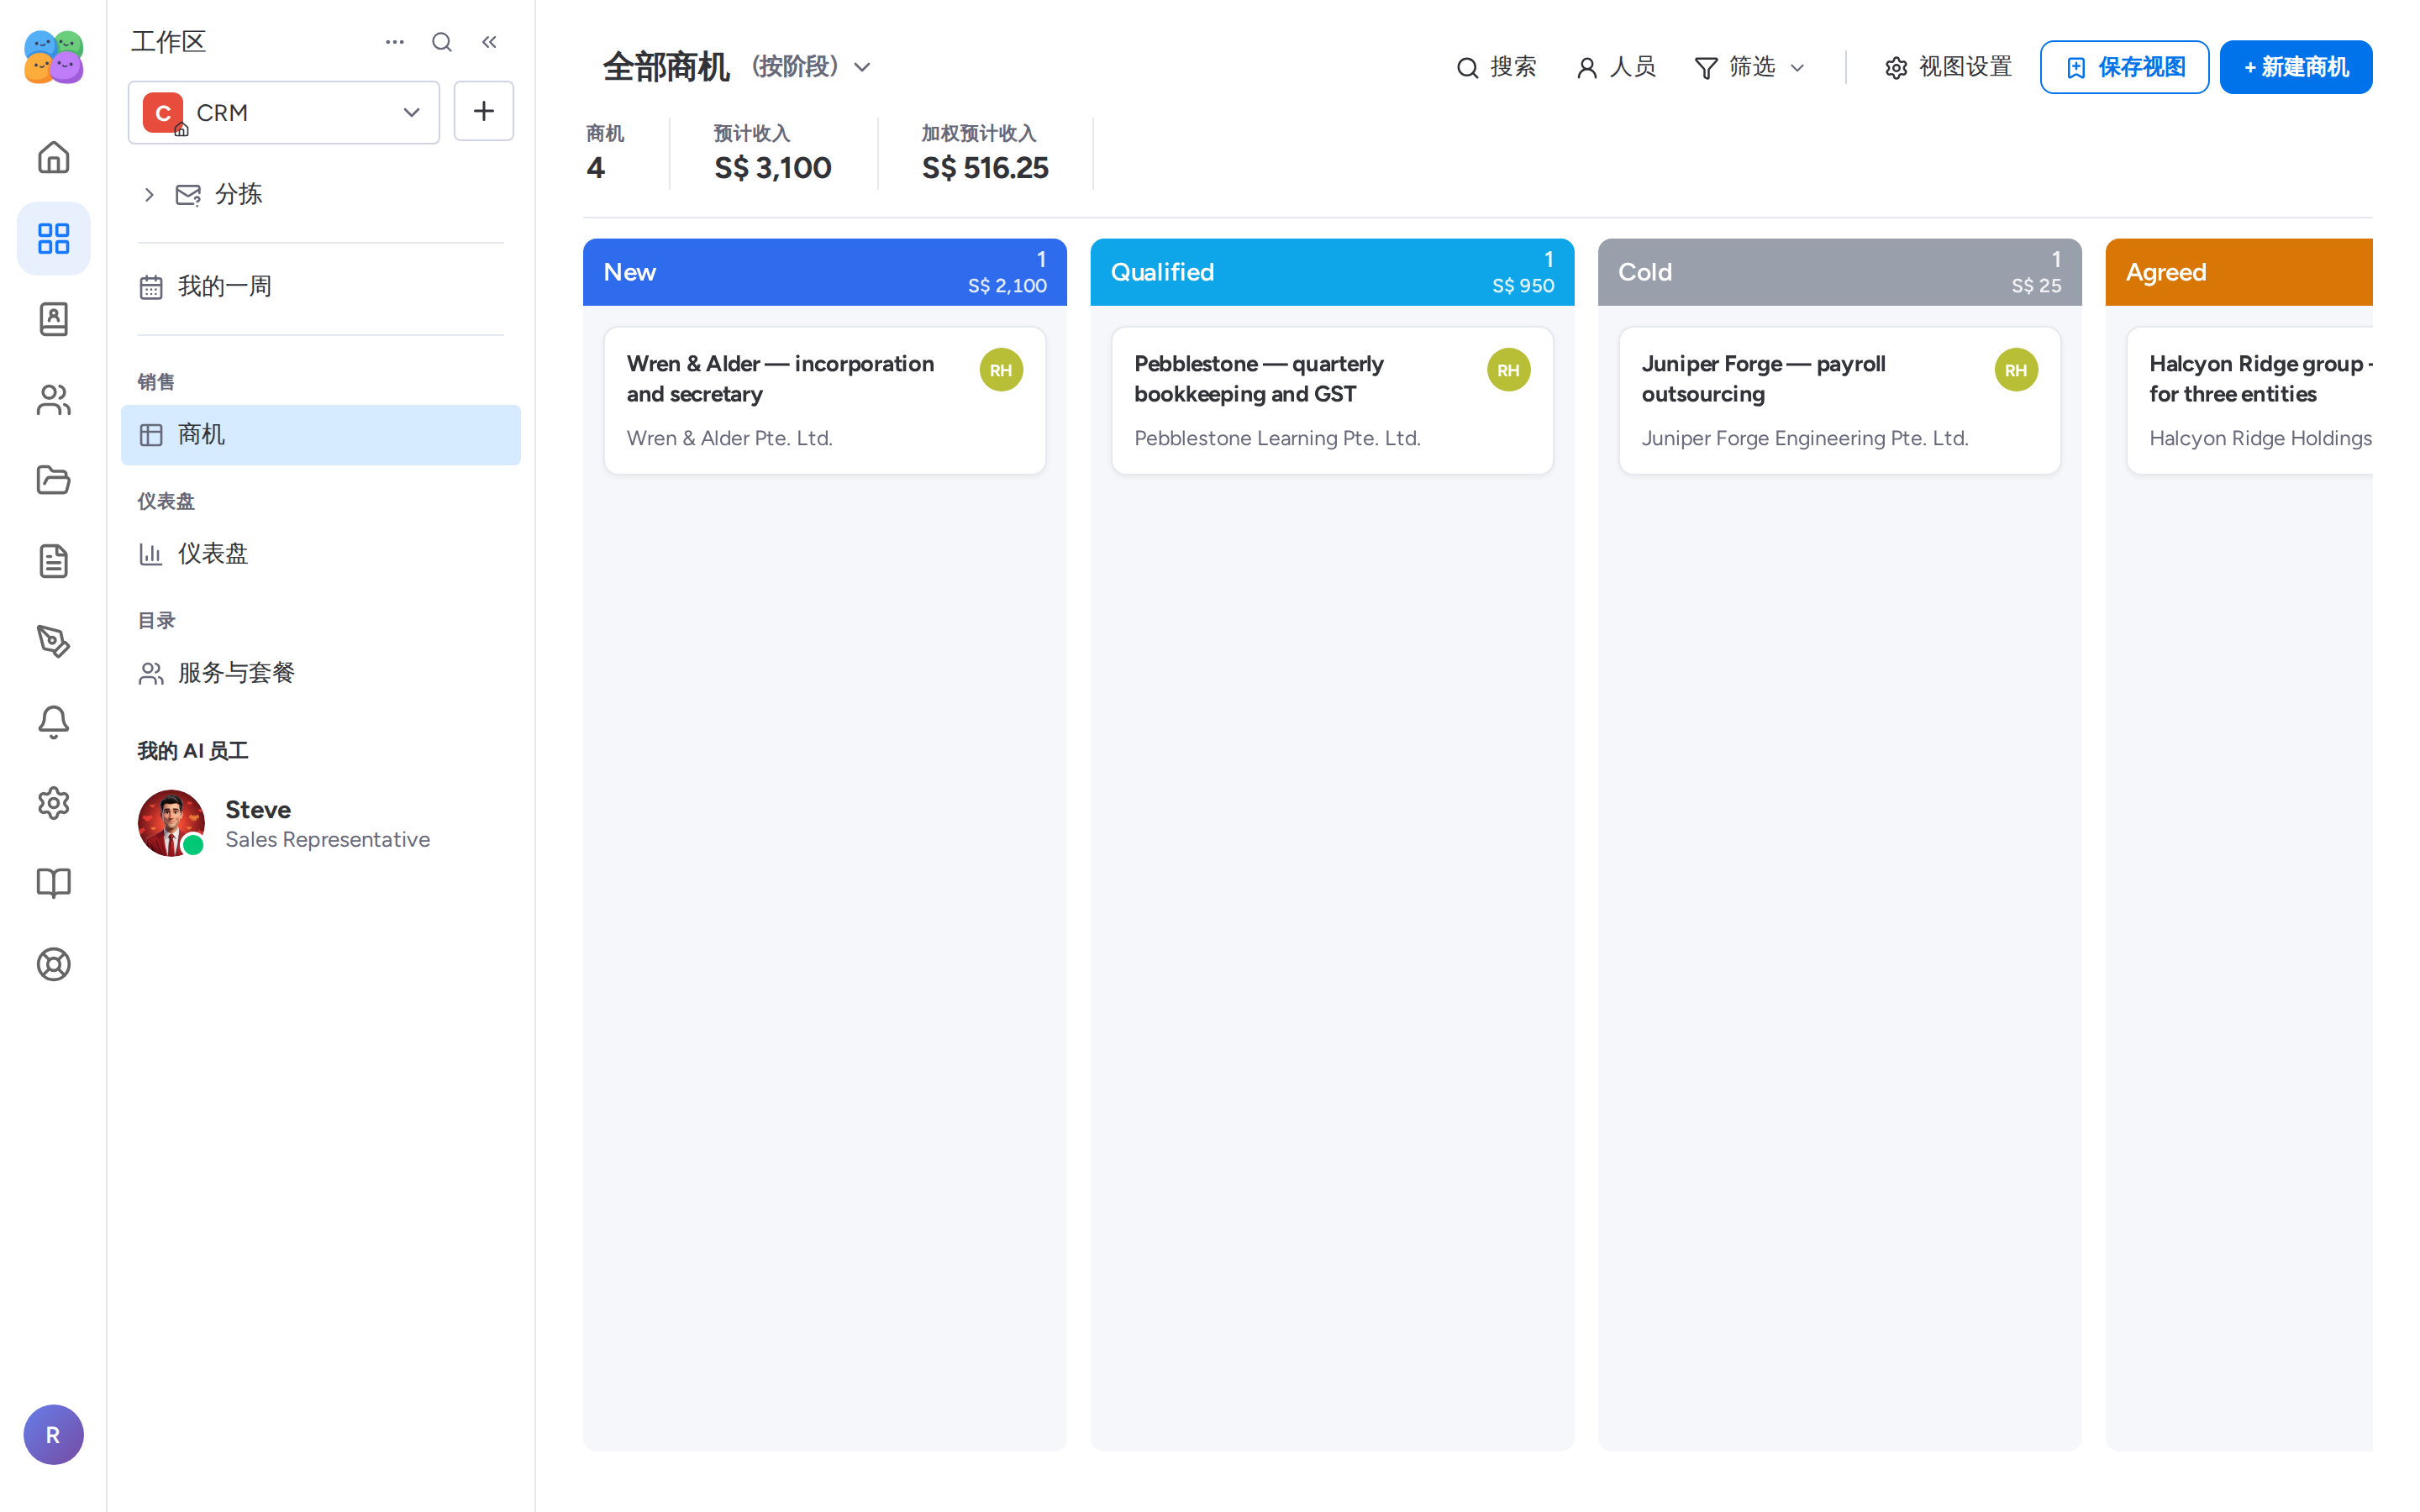 工作区
C CRM
分拣
我的一周
销售
商机
仪表盘
仪表盘
目录
服务与套餐
我的 AI 员工
Steve
Sales Representative
R
全部商机 (按阶段)
搜索
人员
筛选
视图设置
保存视图
+ 新建商机
商机
4
预计收入
S$ 3,100
加权预计收入
S$ 516.25
New
1
S$ 2,100
Wren & Alder — incorporation
and secretary
RH
Wren & Alder Pte. Ltd.
Qualified
1
S$ 950
Pebblestone — quarterly
bookkeeping and GST
RH
Pebblestone Learning Pte. Ltd.
Cold
1
S$ 25
Juniper Forge — payroll
outsourcing
RH
Juniper Forge Engineering Pte. Ltd.
Agreed
Halcyon Ridge group -
for three entities
Halcyon Ridge Holdings